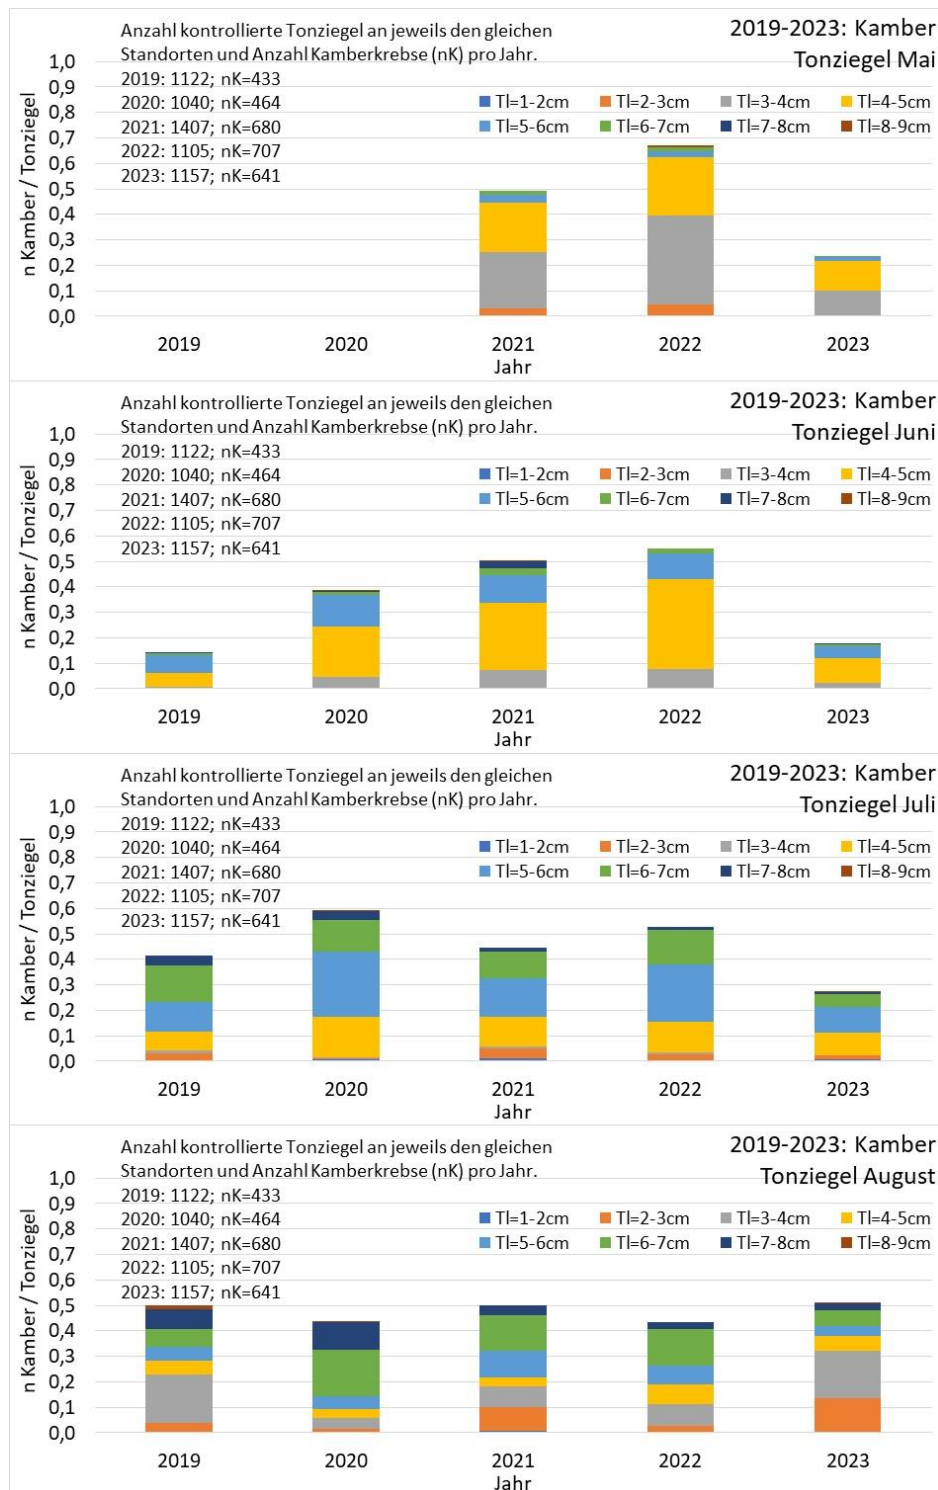 Anzahl kontrollierte Tonziegel an jeweils den gleichen
Standorten und Anzahl Kamberkrebse (nK) pro Jahr.
2019: 1122; nK=433
2020: 1040; nK=464
2021: 1407; nK=680
2022: 1105; nK=707
2023: 1157; nK=641
2019-2023: Kamber
Tonziegel Mai
Tl=1-2cm Tl=2-3cm Tl=3-4cm Tl=4-5cm
Tl=5-6cm Tl=6-7cm Tl=7-8cm Tl=8-9cm
n Kamber / Tonziegel
1,0
0,9
0,8
0,7
0,6
0,5
0,4
0,3
0,2
0,1
0,0
2019 2020 2021 2022 2023
Jahr
Anzahl kontrollierte Tonziegel an jeweils den gleichen
Standorten und Anzahl Kamberkrebse (nK) pro Jahr.
2019: 1122; nK=433
2020: 1040; nK=464
2021: 1407; nK=680
2022: 1105; nK=707
2023: 1157; nK=641
2019-2023: Kamber
Tonziegel Juni
Tl=1-2cm Tl=2-3cm Tl=3-4cm Tl=4-5cm
Tl=5-6cm Tl=6-7cm Tl=7-8cm Tl=8-9cm
n Kamber / Tonziegel
1,0
0,9
0,8
0,7
0,6
0,5
0,4
0,3
0,2
0,1
0,0
2019 2020 2021 2022 2023
Jahr
Anzahl kontrollierte Tonziegel an jeweils den gleichen
Standorten und Anzahl Kamberkrebse (nK) pro Jahr.
2019: 1122; nK=433
2020: 1040; nK=464
2021: 1407; nK=680
2022: 1105; nK=707
2023: 1157; nK=641
2019-2023: Kamber
Tonziegel Juli
Tl=1-2cm Tl=2-3cm Tl=3-4cm Tl=4-5cm
Tl=5-6cm Tl=6-7cm Tl=7-8cm Tl=8-9cm
n Kamber / Tonziegel
1,0
0,9
0,8
0,7
0,6
0,5
0,4
0,3
0,2
0,1
0,0
2019 2020 2021 2022 2023
Jahr
Anzahl kontrollierte Tonziegel an jeweils den gleichen
Standorten und Anzahl Kamberkrebse (nK) pro Jahr.
2019: 1122; nK=433
2020: 1040; nK=464
2021: 1407; nK=680
2022: 1105; nK=707
2023: 1157; nK=641
2019-2023: Kamber
Tonziegel August
Tl=1-2cm Tl=2-3cm Tl=3-4cm Tl=4-5cm
Tl=5-6cm Tl=6-7cm Tl=7-8cm Tl=8-9cm
n Kamber / Tonziegel
1,0
0,9
0,8
0,7
0,6
0,5
0,4
0,3
0,2
0,1
0,0
2019 2020 2021 2022 2023
Jahr